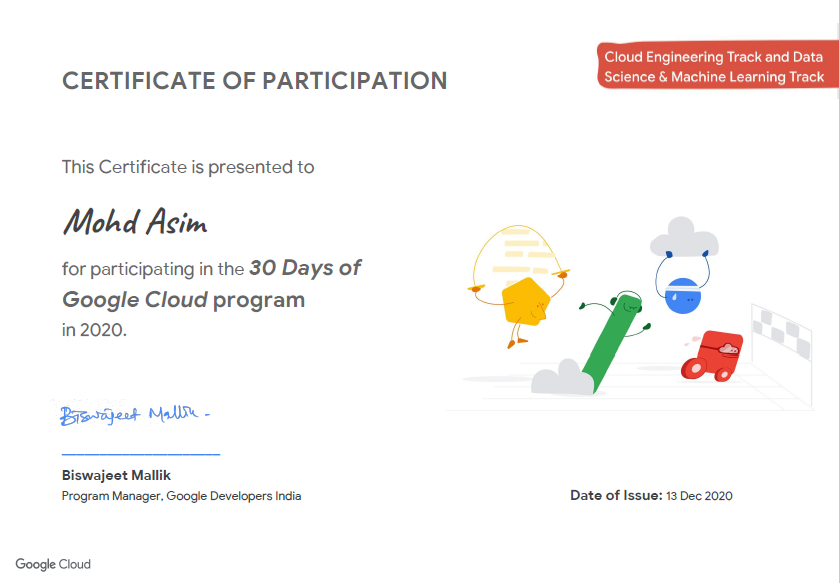 Cloud Engineering Track and Data
Science & Machine Learning Track
CERTIFICATE OF PARTICIPATION
This Certificate is presented to
Mohd Asim
for participating in the 30 Days of
Google Cloud program
in 2020.
Biswajeet Mallik -
Biswajeet Mallik
Program Manager, Google Developers India
Date of Issue: 13 Dec 2020
Google Cloud